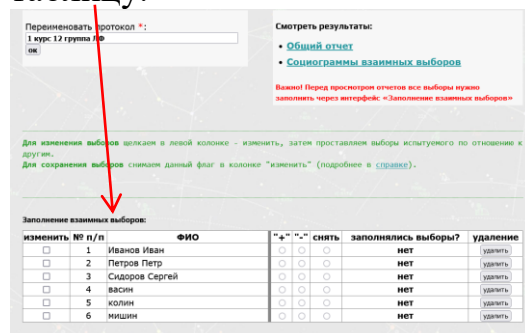 таблицу.
Переименовать протокол *:
1 курс 12 группа ЛФ
ок
Смотреть результаты:
• Общий отчет
• Социограммы взаимных выборов
Важно! Перед просмотром отчетов все выборы нужно
заполнить через интерфейс «Заполнение взаимных выборов»
Для изменения выборов щелкаем в левой колонке - изменить, затем проставляем выборы испытуемого по отношению к
другим.
Для сохранения выборов снимаем данный флаг в колонке "изменить" (подробнее в справке).
Заполнение взаимных выборов:
изменить № п/п ФИО "+" "-" снять заполнялись выборы? удаление
1 Иванов Иван нет удалить
2 Петров Петр нет удалить
3 Сидоров Сергей нет удалить
4 васин нет удалить
5 колин нет удалить
6 мишин нет удалить